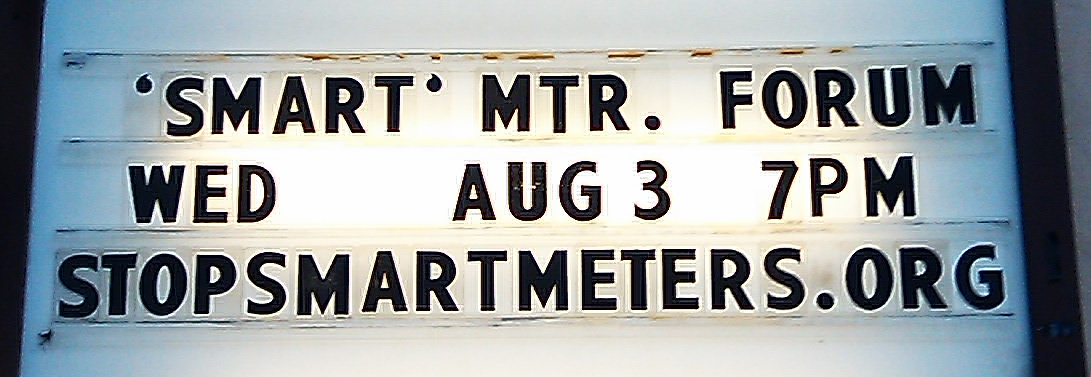 ‘SMART‘ MTR. FORUM
WED AUG 3 7PM
STOPSMARTMETERS.ORG